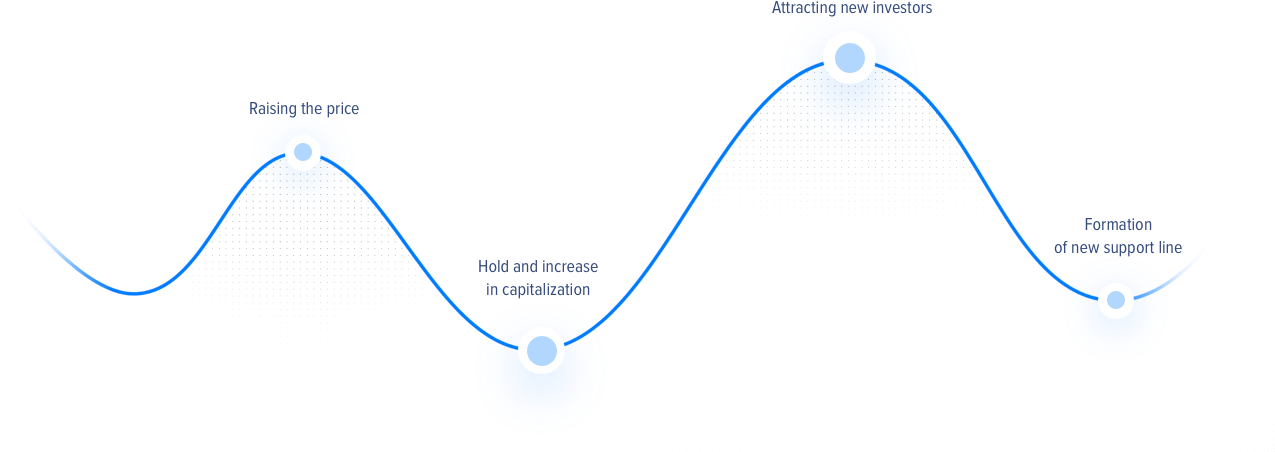 Attracting new investors
Raising the price
Formation
of new support line
Hold and increase
in capitalization